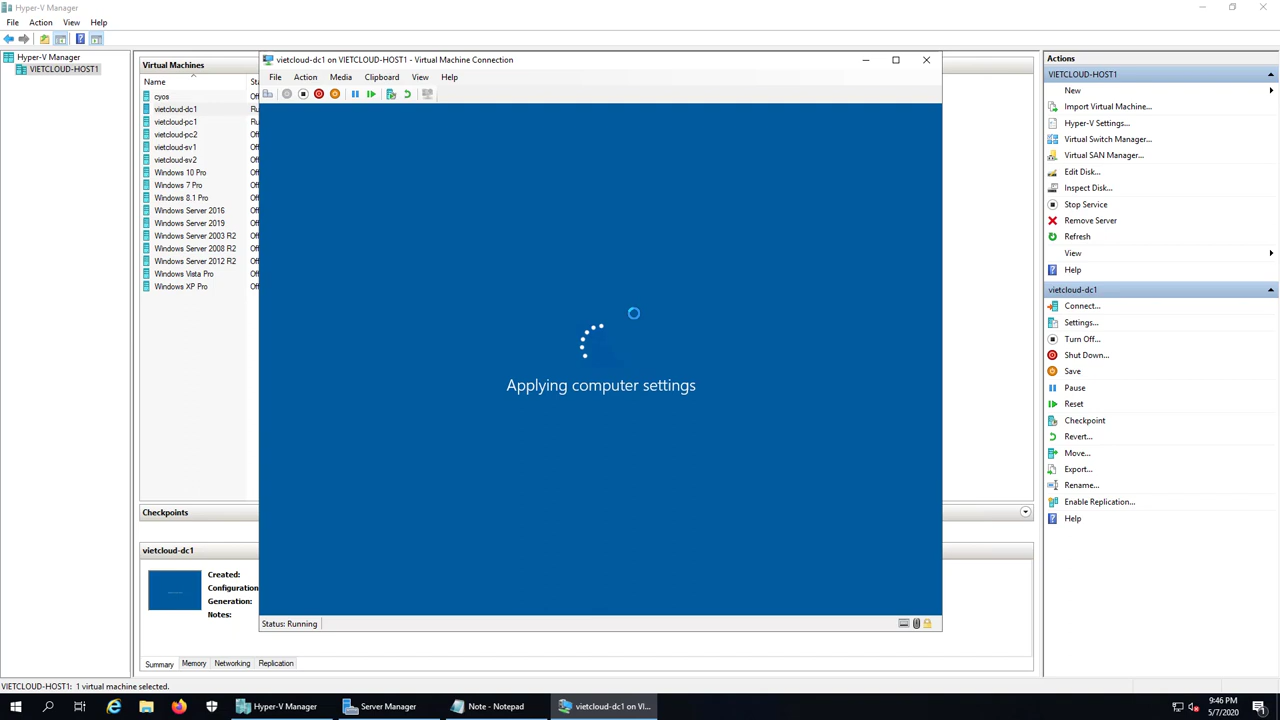 Hyper-V Manager
File Action View Help
Hyper-V Manager
VIETCLOUD-HOST1
Virtual Machines
Name
cyos
vietcloud-dc1
vietcloud-pc1
vietcloud-pc2
vietcloud-sv1
vietcloud-sv2
Windows 10 Pro
Windows 7 Pro
Windows 8.1 Pro
Windows Server 2016
Windows Server 2019
Windows Server 2003 R2
Windows Server 2008 R2
Windows Server 2012 R2
Windows Vista Pro
Windows XP Pro
Checkpoints
vietcloud-dc1
Created:
Configuration
Generation:
Notes:
Summary Memory Networking Replication
VIETCLOUD-HOST1: 1 virtual machine selected.
vietcloud-dc1 on VIETCLOUD-HOST1 - Virtual Machine Connection
File Action Media Clipboard View Help
Applying computer settings
Status: Running
Actions
VIETCLOUD-HOST1
New
Import Virtual Machine...
Hyper-V Settings...
Virtual Switch Manager...
Virtual SAN Manager...
Edit Disk...
Inspect Disk...
Stop Service
Remove Server
Refresh
View
Help
vietcloud-dc1
Connect...
Settings...
Turn Off...
Shut Down...
Save
Pause
Reset
Checkpoint
Revert...
Move...
Export...
Rename...
Enable Replication...
Help
Hyper-V Manager Server Manager Note - Notepad vietcloud-dc1 on VI...
9:46 PM
5/7/2020